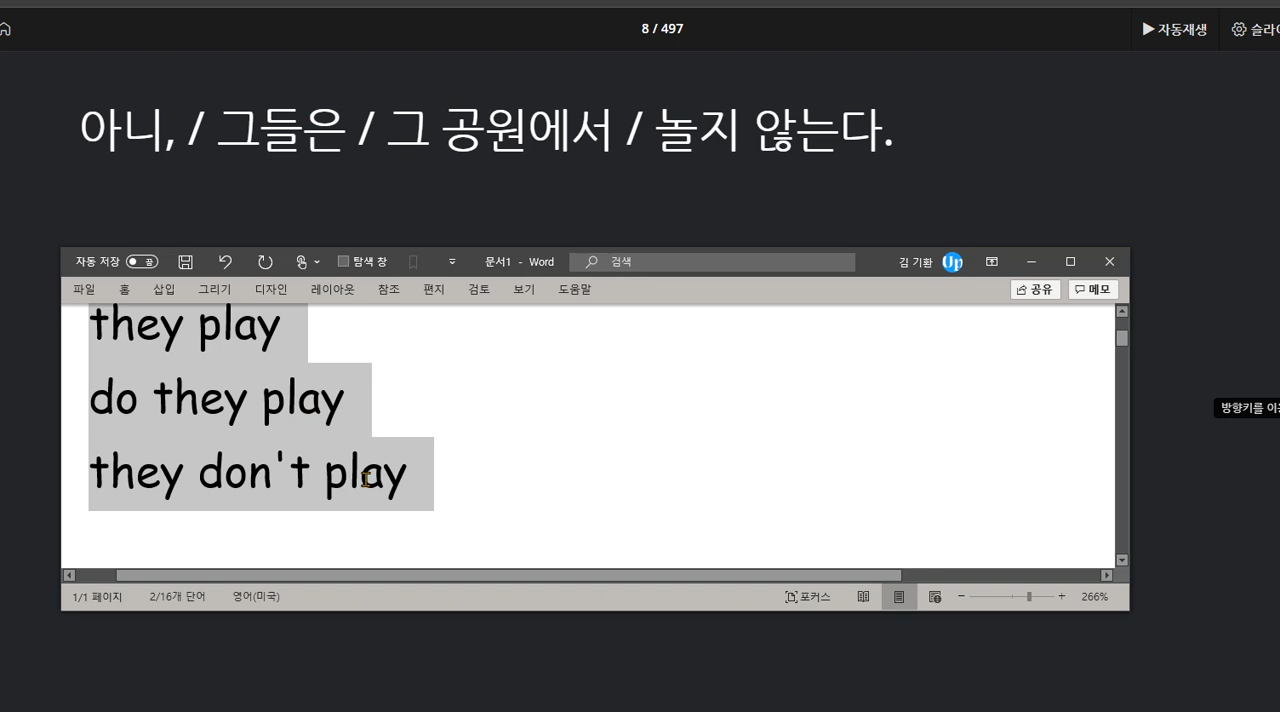 8 / 497
▶ 자동재생
아니, / 그들은 / 그 공원에서 / 놀지 않는다.
자동 저장 끔 탐색 창 문서1 - Word 검색 김 기환 Up
파일 홈 삽입 그리기 디자인 레이아웃 참조 편지 검토 보기 도움말 공유 메모
they play
do they play
they don't play
방향키를
1/1 페이지 2/16개 단어 영어(미국) 포커스 266%